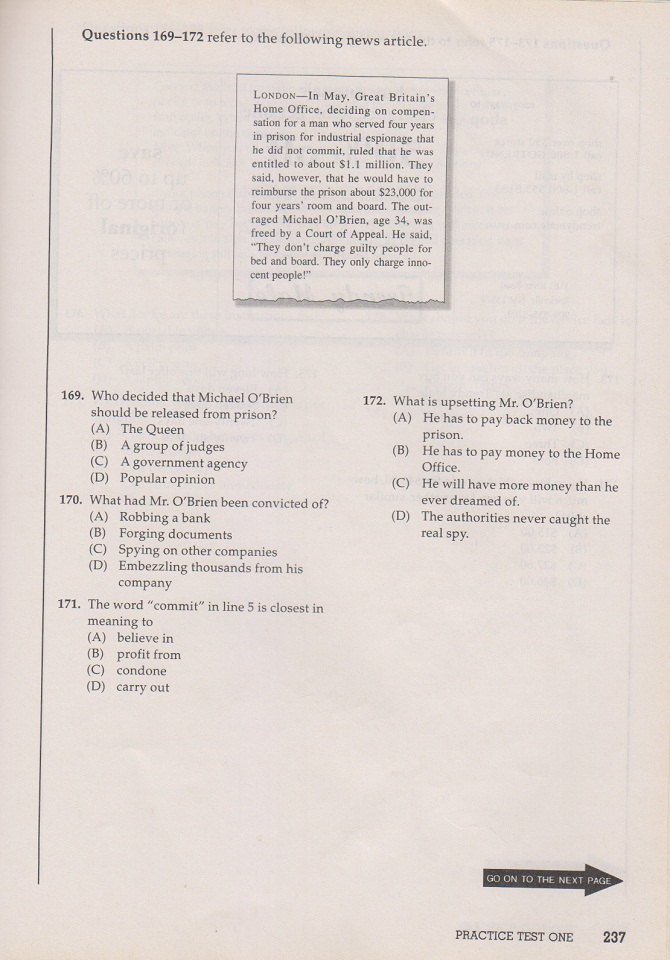 Questions 169–172 refer to the following news article.
LONDON—In May, Great Britain's
Home Office, deciding on compen-
sation for a man who served four years
in prison for industrial espionage that
he did not commit, ruled that he was
entitled to about $1.1 million. They
said, however, that he would have to
reimburse the prison about $23,000 for
four years' room and board. The out-
raged Michael O'Brien, age 34, was
freed by a Court of Appeal. He said,
"They don't charge guilty people for
bed and board. They only charge inno-
cent people!"
169. Who decided that Michael O'Brien
should be released from prison?
(A) The Queen
(B) A group of judges
(C) A government agency
(D) Popular opinion
170. What had Mr. O'Brien been convicted of?
(A) Robbing a bank
(B) Forging documents
(C) Spying on other companies
(D) Embezzling thousands from his
company
171. The word "commit" in line 5 is closest in
meaning to
(A) believe in
(B) profit from
(C) condone
(D) carry out
172. What is upsetting Mr. O'Brien?
(A) He has to pay back money to the
prison.
(B) He has to pay money to the Home
Office.
(C) He will have more money than he
ever dreamed of.
(D) The authorities never caught the
real spy.
GO ON TO THE NEXT PAGE
PRACTICE TEST ONE 237